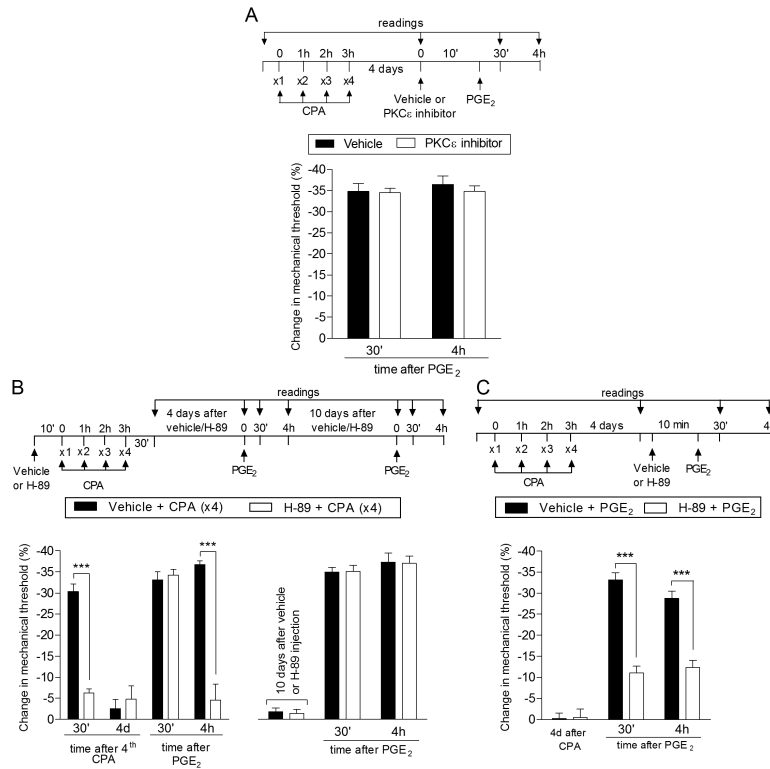 A
readings
0 1h 2h 3h 0 10' 30' 4h
4 days
x1 x2 x3 x4
CPA
Vehicle or
PKCε inhibitor
PGE2
Vehicle PKCε inhibitor
Change in mechanical threshold (%)
-40
-35
-30
-25
-20
-15
-10
-5
0
30' 4h
time after PGE2
B
readings
10' 0 1h 2h 3h
30'
4 days after
vehicle/H-89
0 30' 4h
10 days after
vehicle/H-89
0 30' 4h
x1 x2 x3 x4
Vehicle
or H-89
CPA
PGE2
PGE2
Vehicle + CPA (x4) H-89 + CPA (x4)
Change in mechanical threshold (%)
-40
-35
-30
-25
-20
-15
-10
-5
0
***
***
30' 4d 30' 4h
time after 4th
CPA
time after
PGE2
10 days after vehicle
or H-89 injection
30' 4h
time after PGE2
C
readings
0 1h 2h 3h 4 days 10 min 30' 4
x1 x2 x3 x4
CPA
Vehicle
or H-89
PGE2
Vehicle + PGE2 H-89 + PGE2
Change in mechanical threshold (%)
-40
-35
-30
-25
-20
-15
-10
-5
0
***
***
4d after
CPA
30' 4h
time after PGE2